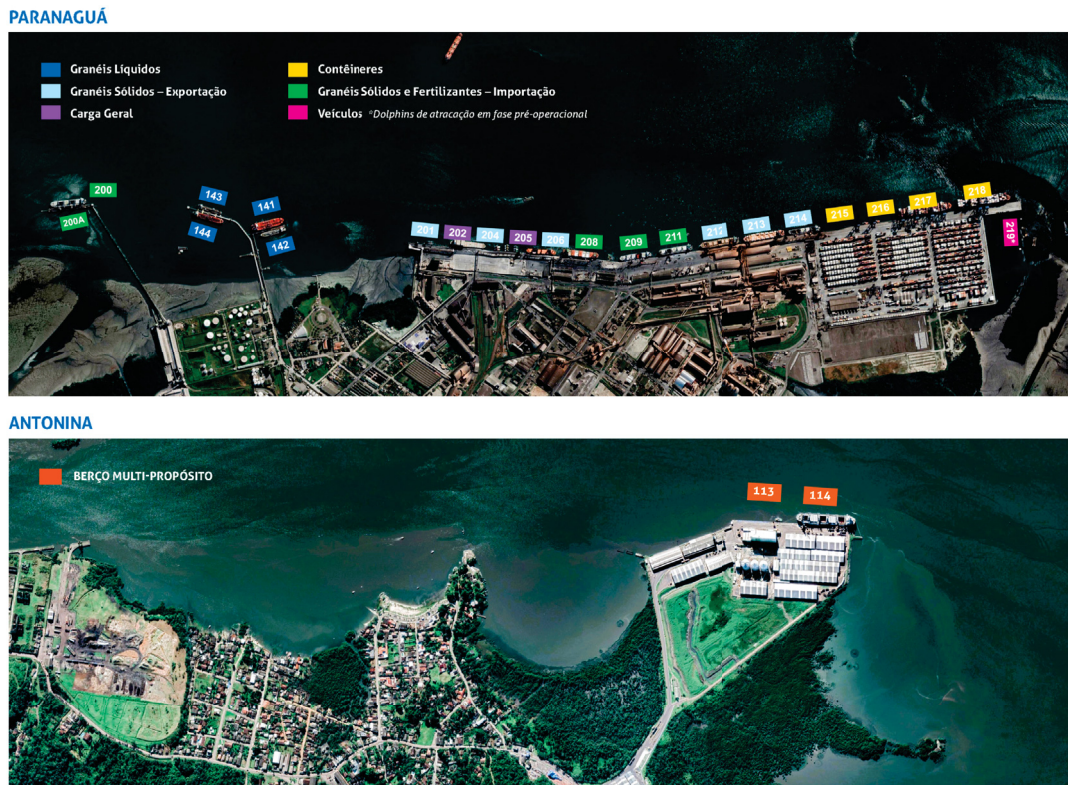 PARANAGUÁ
Granéis Líquidos
Granéis Sólidos – Exportação
Carga Geral
Contêineres
Granéis Sólidos e Fertilizantes – Importação
Veículos *Dolphins de atracação em fase pré-operacional
200
200A
143
144
141
142
201
202
204
205
206
208
209
211
212
213
214
215
216
217
218
219*
ANTONINA
BERÇO MULTI-PROPÓSITO
113
114